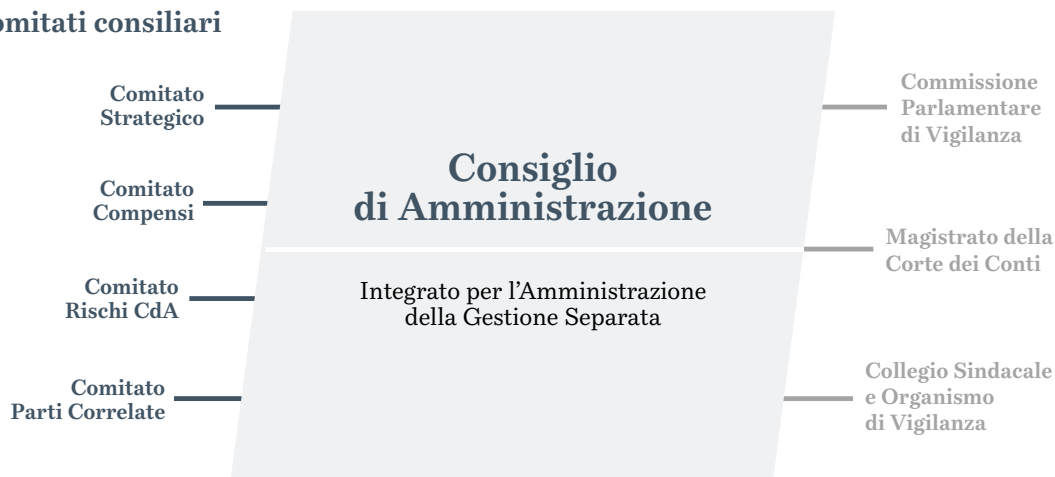 omitati consiliari
Comitato
Strategico
Comitato
Compensi
Comitato
Rischi CdA
Comitato
Parti Correlate
Consiglio
di Amministrazione
Integrato per l’Amministrazione
della Gestione Separata
Commissione
Parlamentare
di Vigilanza
Magistrato della
Corte dei Conti
Collegio Sindacale
e Organismo
di Vigilanza